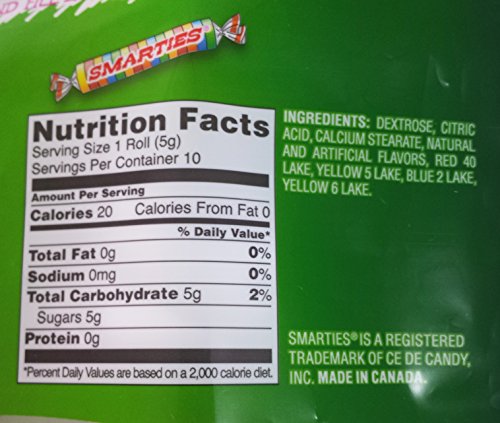 SMARTIES®
Nutrition Facts
Serving Size 1 Roll (5g)
Servings Per Container 10
Amount Per Serving
Calories 20 Calories From Fat 0
% Daily Value*
Total Fat 0g 0%
Sodium 0mg 0%
Total Carbohydrate 5g 2%
Sugars 5g
Protein 0g
*Percent Daily Values are based on a 2,000 calorie diet.
INGREDIENTS: DEXTROSE, CITRIC
ACID, CALCIUM STEARATE, NATURAL
AND ARTIFICIAL FLAVORS, RED 40
LAKE, YELLOW 5 LAKE, BLUE 2 LAKE,
YELLOW 6 LAKE.
SMARTIES® IS A REGISTERED
TRADEMARK OF CE DE CANDY,
INC. MADE IN CANADA.